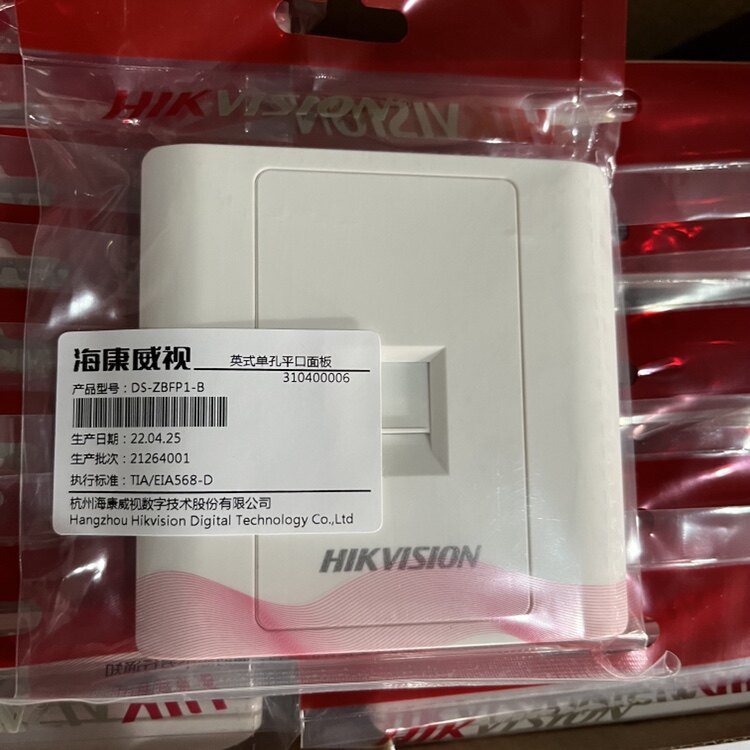 HIKVISION
海康威视 英式单孔平口面板
310400006
产品型号：DS-ZBFP1-B
生产日期：22.04.25
生产批次：21264001
执行标准：TIA/EIA568-D
杭州海康威视数字技术股份有限公司
Hangzhou Hikvision Digital Technology Co.,Ltd
HIKVISION
HIKVISION